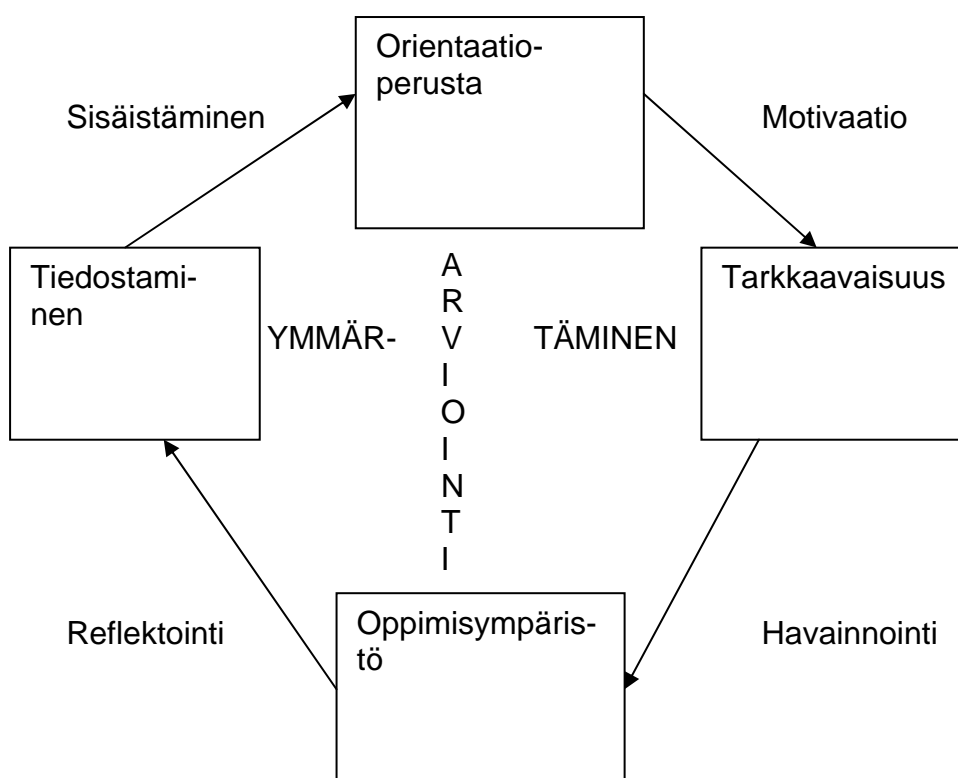 Orientaatio-
perusta
Sisäistäminen
Motivaatio
Tiedostami-
nen
Tarkkaavaisuus
YMMÄR-
TÄMINEN
A
R
V
I
O
I
N
T
I
Reflektointi
Oppimisympäris-
tö
Havainnointi